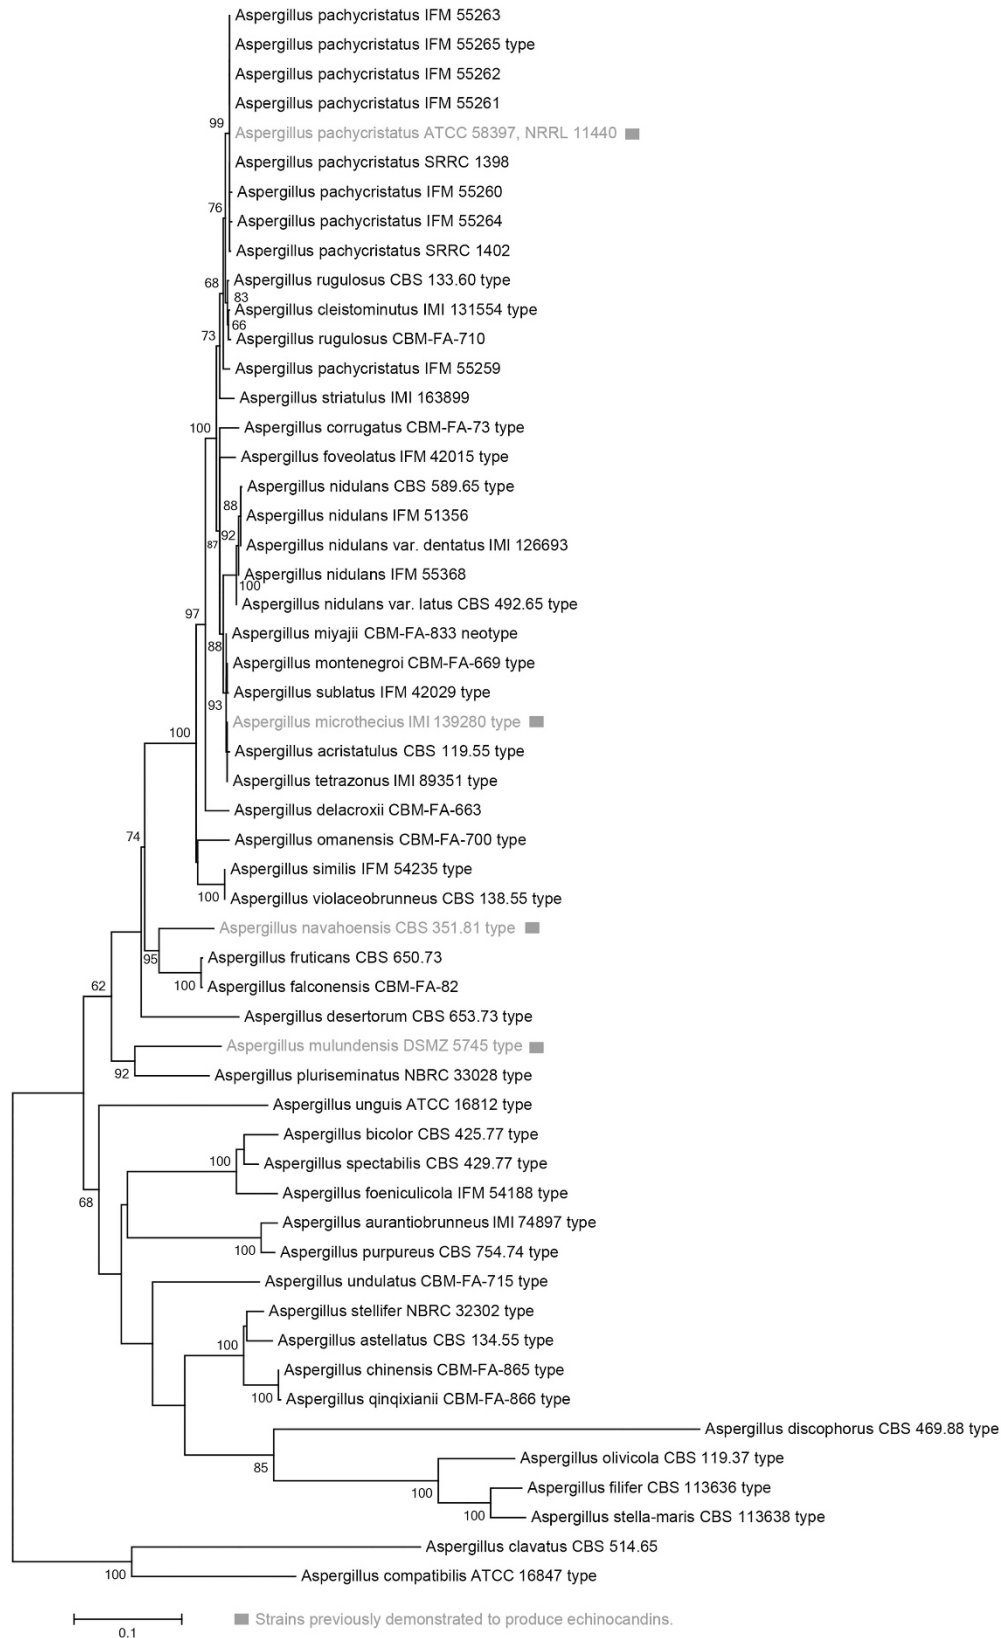 Aspergillus pachycristatus IFM 55263
Aspergillus pachycristatus IFM 55265 type
Aspergillus pachycristatus IFM 55262
Aspergillus pachycristatus IFM 55261
99
Aspergillus pachycristatus ATCC 58397, NRRL 11440
Aspergillus pachycristatus SRRC 1398
Aspergillus pachycristatus IFM 55260
76
Aspergillus pachycristatus IFM 55264
Aspergillus pachycristatus SRRC 1402
Aspergillus rugulosus CBS 133.60 type
68
83
Aspergillus cleistominutus IMI 131554 type
66
73
Aspergillus rugulosus CBM-FA-710
Aspergillus pachycristatus IFM 55259
Aspergillus striatulus IMI 163899
100
Aspergillus corrugatus CBM-FA-73 type
Aspergillus foveolatus IFM 42015 type
Aspergillus nidulans CBS 589.65 type
88
Aspergillus nidulans IFM 51356
92
87
Aspergillus nidulans var. dentatus IMI 126693
Aspergillus nidulans IFM 55368
100
Aspergillus nidulans var. latus CBS 492.65 type
97
Aspergillus miyajii CBM-FA-833 neotype
88
Aspergillus montenegroi CBM-FA-669 type
Aspergillus sublatus IFM 42029 type
93
Aspergillus microthecius IMI 139280 type
100
Aspergillus acristatulus CBS 119.55 type
Aspergillus tetrazonus IMI 89351 type
Aspergillus delacroxii CBM-FA-663
74
Aspergillus omanensis CBM-FA-700 type
Aspergillus similis IFM 54235 type
100
Aspergillus violaceobrunneus CBS 138.55 type
Aspergillus navahoensis CBS 351.81 type
95
Aspergillus fruticans CBS 650.73
100
Aspergillus falconensis CBM-FA-82
62
Aspergillus desertorum CBS 653.73 type
Aspergillus mulundensis DSMZ 5745 type
92
Aspergillus pluriseminatus NBRC 33028 type
Aspergillus unguis ATCC 16812 type
Aspergillus bicolor CBS 425.77 type
100
Aspergillus spectabilis CBS 429.77 type
68
Aspergillus foeniculicola IFM 54188 type
Aspergillus aurantiobrunneus IMI 74897 type
100
Aspergillus purpureus CBS 754.74 type
Aspergillus undulatus CBM-FA-715 type
Aspergillus stellifer NBRC 32302 type
100
Aspergillus astellatus CBS 134.55 type
Aspergillus chinensis CBM-FA-865 type
100
Aspergillus qinqixianii CBM-FA-866 type
Aspergillus discophorus CBS 469.88 type
85
Aspergillus olivicola CBS 119.37 type
100
Aspergillus filifer CBS 113636 type
100
Aspergillus stella-maris CBS 113638 type
Aspergillus clavatus CBS 514.65
100
Aspergillus compatibilis ATCC 16847 type
0.1
Strains previously demonstrated to produce echinocandins.